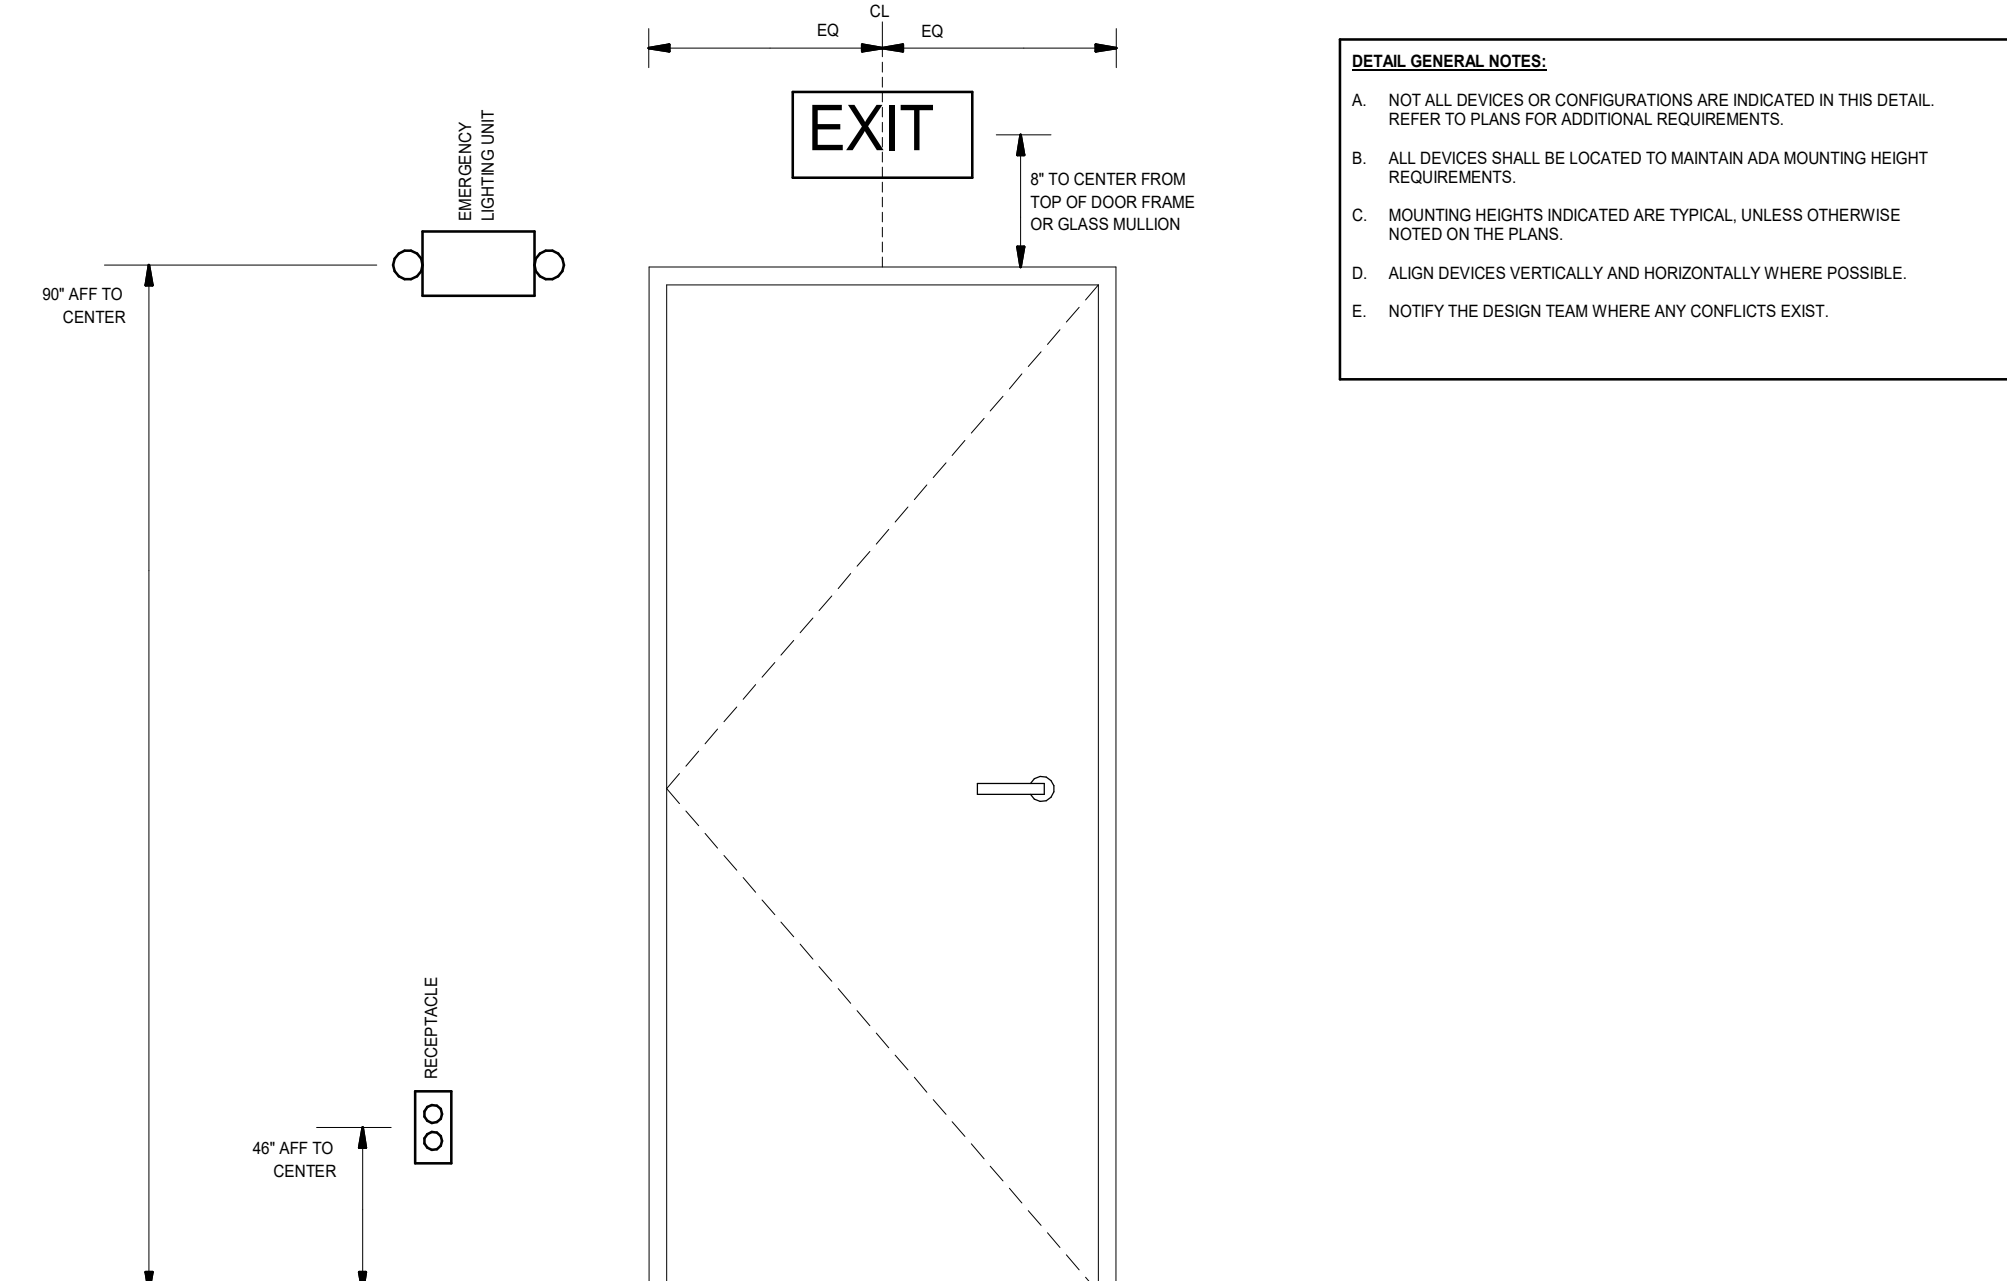 CL
EQ
EQ
EXIT
8" TO CENTER FROM
TOP OF DOOR FRAME
OR GLASS MULLION
EMERGENCY
LIGHTING UNIT
90" AFF TO
CENTER
RECEPTACLE
46" AFF TO
CENTER
DETAIL GENERAL NOTES:
A. NOT ALL DEVICES OR CONFIGURATIONS ARE INDICATED IN THIS DETAIL.
REFER TO PLANS FOR ADDITIONAL REQUIREMENTS.
B. ALL DEVICES SHALL BE LOCATED TO MAINTAIN ADA MOUNTING HEIGHT
REQUIREMENTS.
C. MOUNTING HEIGHTS INDICATED ARE TYPICAL, UNLESS OTHERWISE
NOTED ON THE PLANS.
D. ALIGN DEVICES VERTICALLY AND HORIZONTALLY WHERE POSSIBLE.
E. NOTIFY THE DESIGN TEAM WHERE ANY CONFLICTS EXIST.